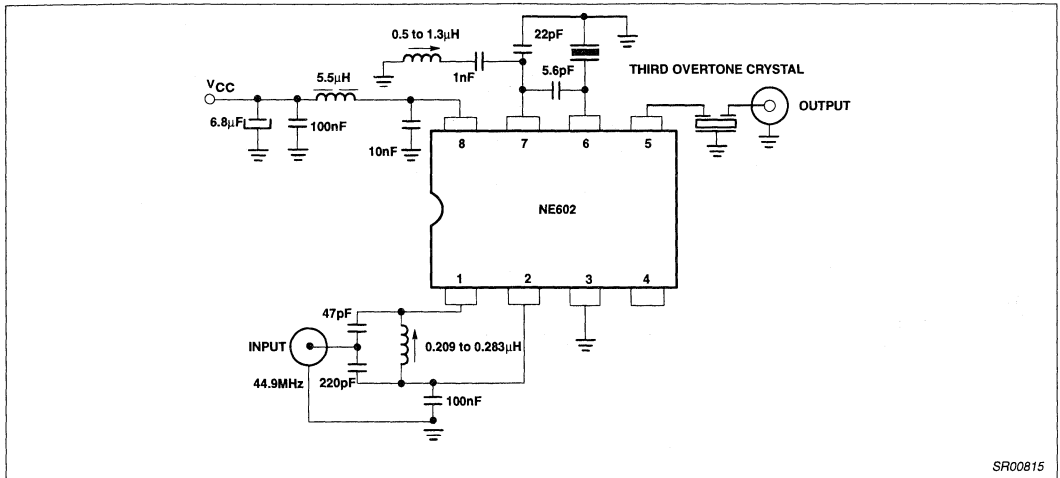 0.5 to 1.3μH
22pF
1nF
5.6pF
THIRD OVERTONE CRYSTAL
VCC
5.5μH
OUTPUT
6.8μF
100nF
10nF
8
7
6
5
NE602
1
2
3
4
47pF
INPUT
0.209 to 0.283μH
44.9MHz
220pF
100nF
SR00815